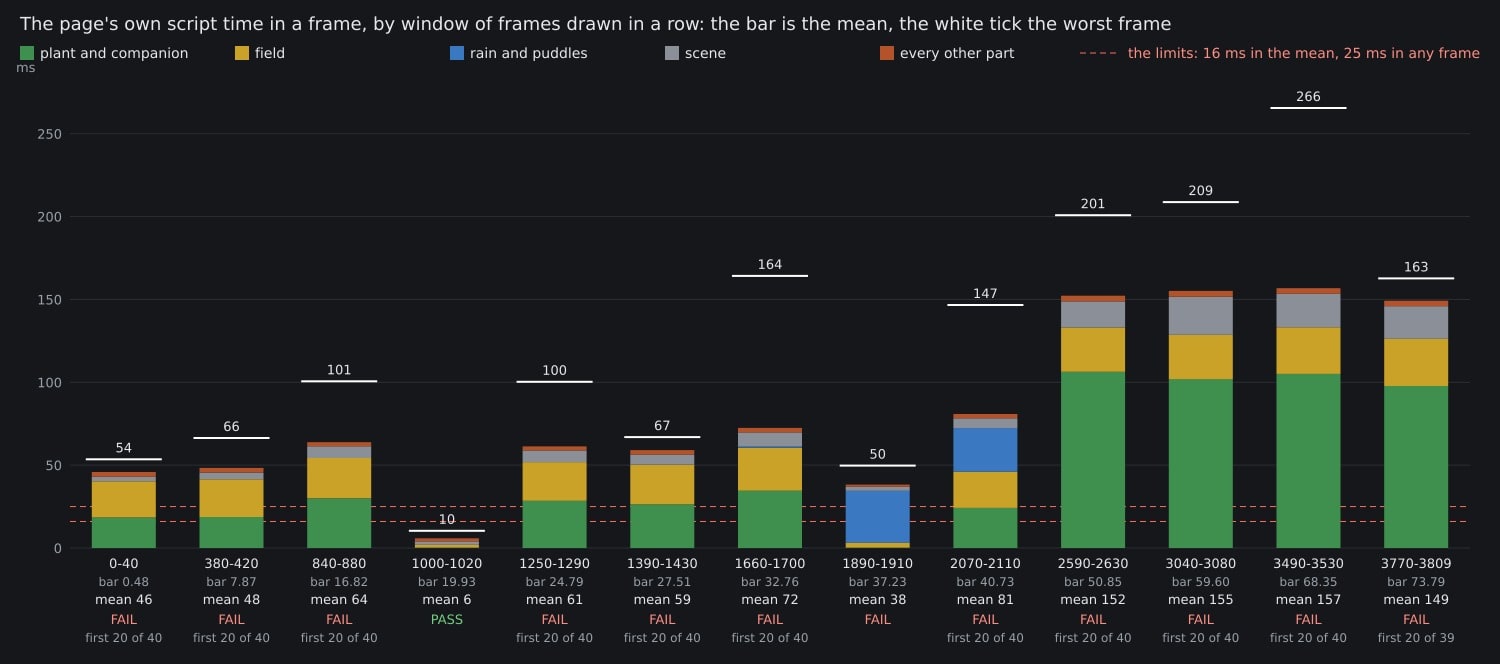 The page's own script time in a frame, by window of frames drawn in a row: the bar is the mean, the white tick the worst frame
plant and companion field rain and puddles scene every other part the limits: 16 ms in the mean, 25 ms in any frame
ms
266
250
209
200
201
164
163
150
147
101
100
100
66
67
54
50
50
10
0
0-40 380-420 840-880 1000-1020 1250-1290 1390-1430 1660-1700 1890-1910 2070-2110 2590-2630 3040-3080 3490-3530 3770-3809
bar 0.48 bar 7.87 bar 16.82 bar 19.93 bar 24.79 bar 27.51 bar 32.76 bar 37.23 bar 40.73 bar 50.85 bar 59.60 bar 68.35 bar 73.79
mean 46 mean 48 mean 64 mean 6 mean 61 mean 59 mean 72 mean 38 mean 81 mean 152 mean 155 mean 157 mean 149
FAIL FAIL FAIL PASS FAIL FAIL FAIL FAIL FAIL FAIL FAIL FAIL FAIL
first 20 of 40 first 20 of 40 first 20 of 40 first 20 of 40 first 20 of 40 first 20 of 40 first 20 of 40 first 20 of 40 first 20 of 40 first 20 of 40 first 20 of 39